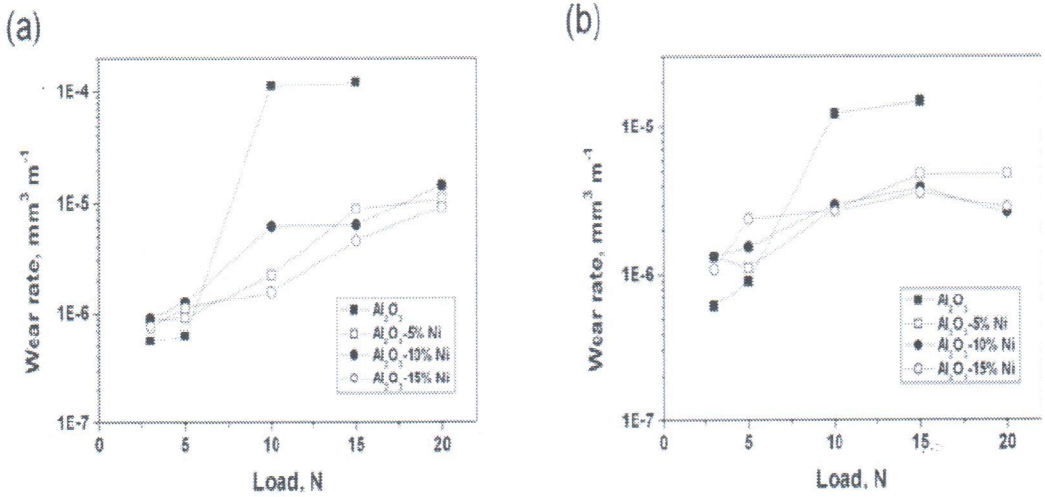 (a)
Wear rate, mm³ m⁻¹
1E-4
1E-5
1E-6
1E-7
0 5 10 15 20
Load, N
Al₂O₃
Al₂O₃-5% Ni
Al₂O₃-10% Ni
Al₂O₃-15% Ni
(b)
Wear rate, mm³ m⁻¹
1E-5
1E-6
1E-7
0 5 10 15 20
Load, N
Al₂O₃
Al₂O₃-5% Ni
Al₂O₃-10% Ni
Al₂O₃-15% Ni